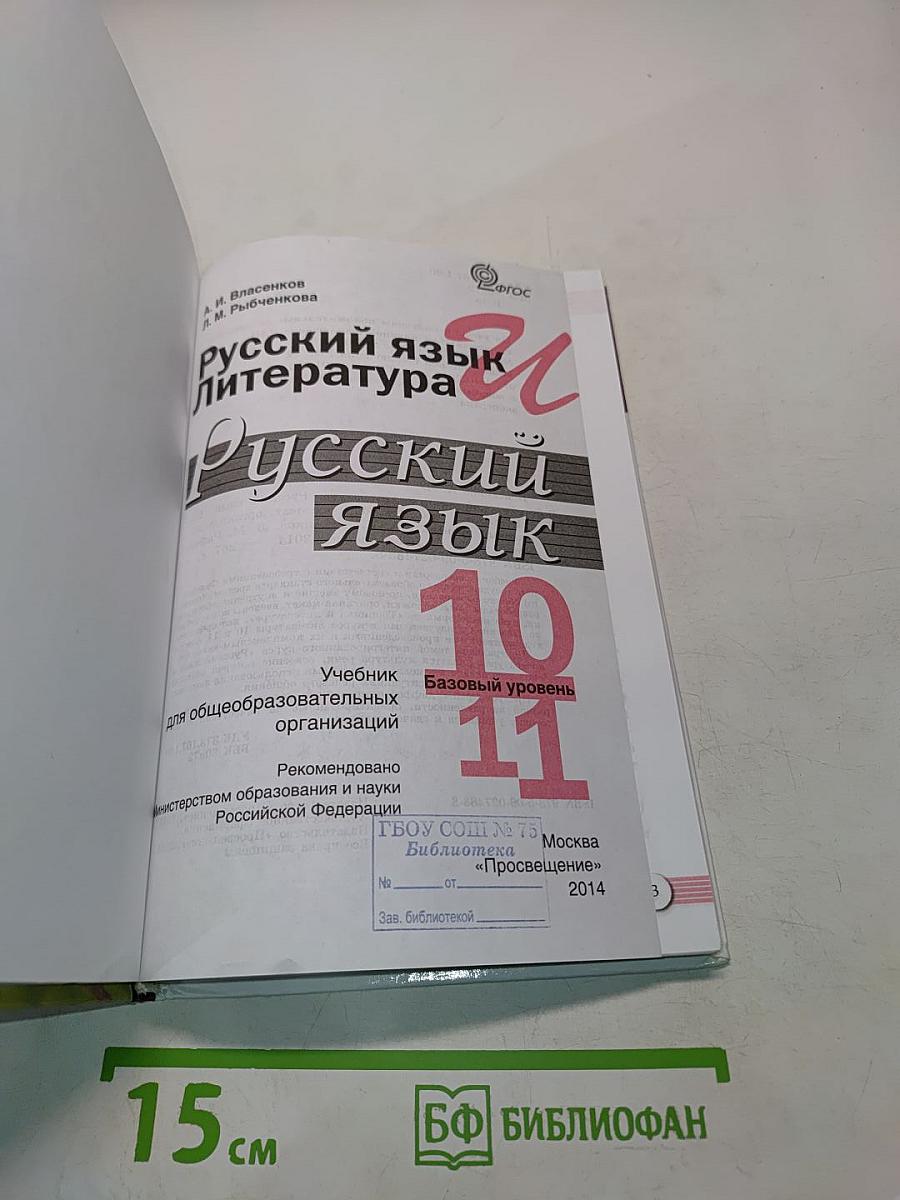 А. И. Власенков
Л. М. Рыбченкова
ФГОС
Русский язык И
Литература
Русский
язык
10
Базовый уровень
11
Учебник
для общеобразовательных
организаций
Рекомендовано
Министерством образования и науки
Российской Федерации
ГБОУ СОШ № 75
Библиотека
№ от
Зав. библиотекой
Москва
«Просвещение»
2014
3
15 см
БФ БИБЛИОФАН